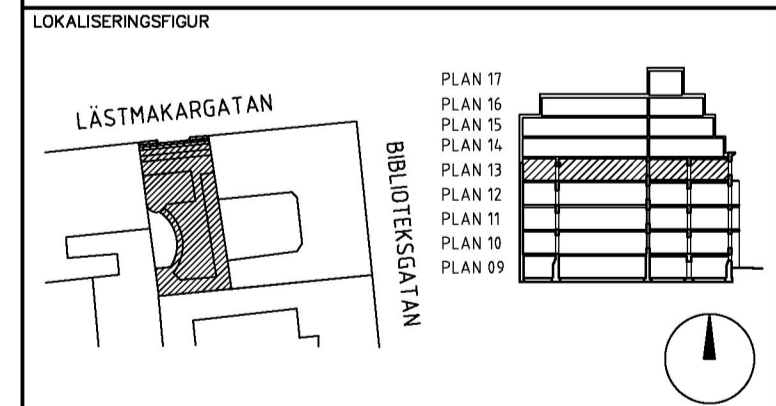 LOKALISERINGSFIGUR
LÄSTMAKARGATAN
BIBLIOTEKSGATAN
PLAN 17
PLAN 16
PLAN 15
PLAN 14
PLAN 13
PLAN 12
PLAN 11
PLAN 10
PLAN 09